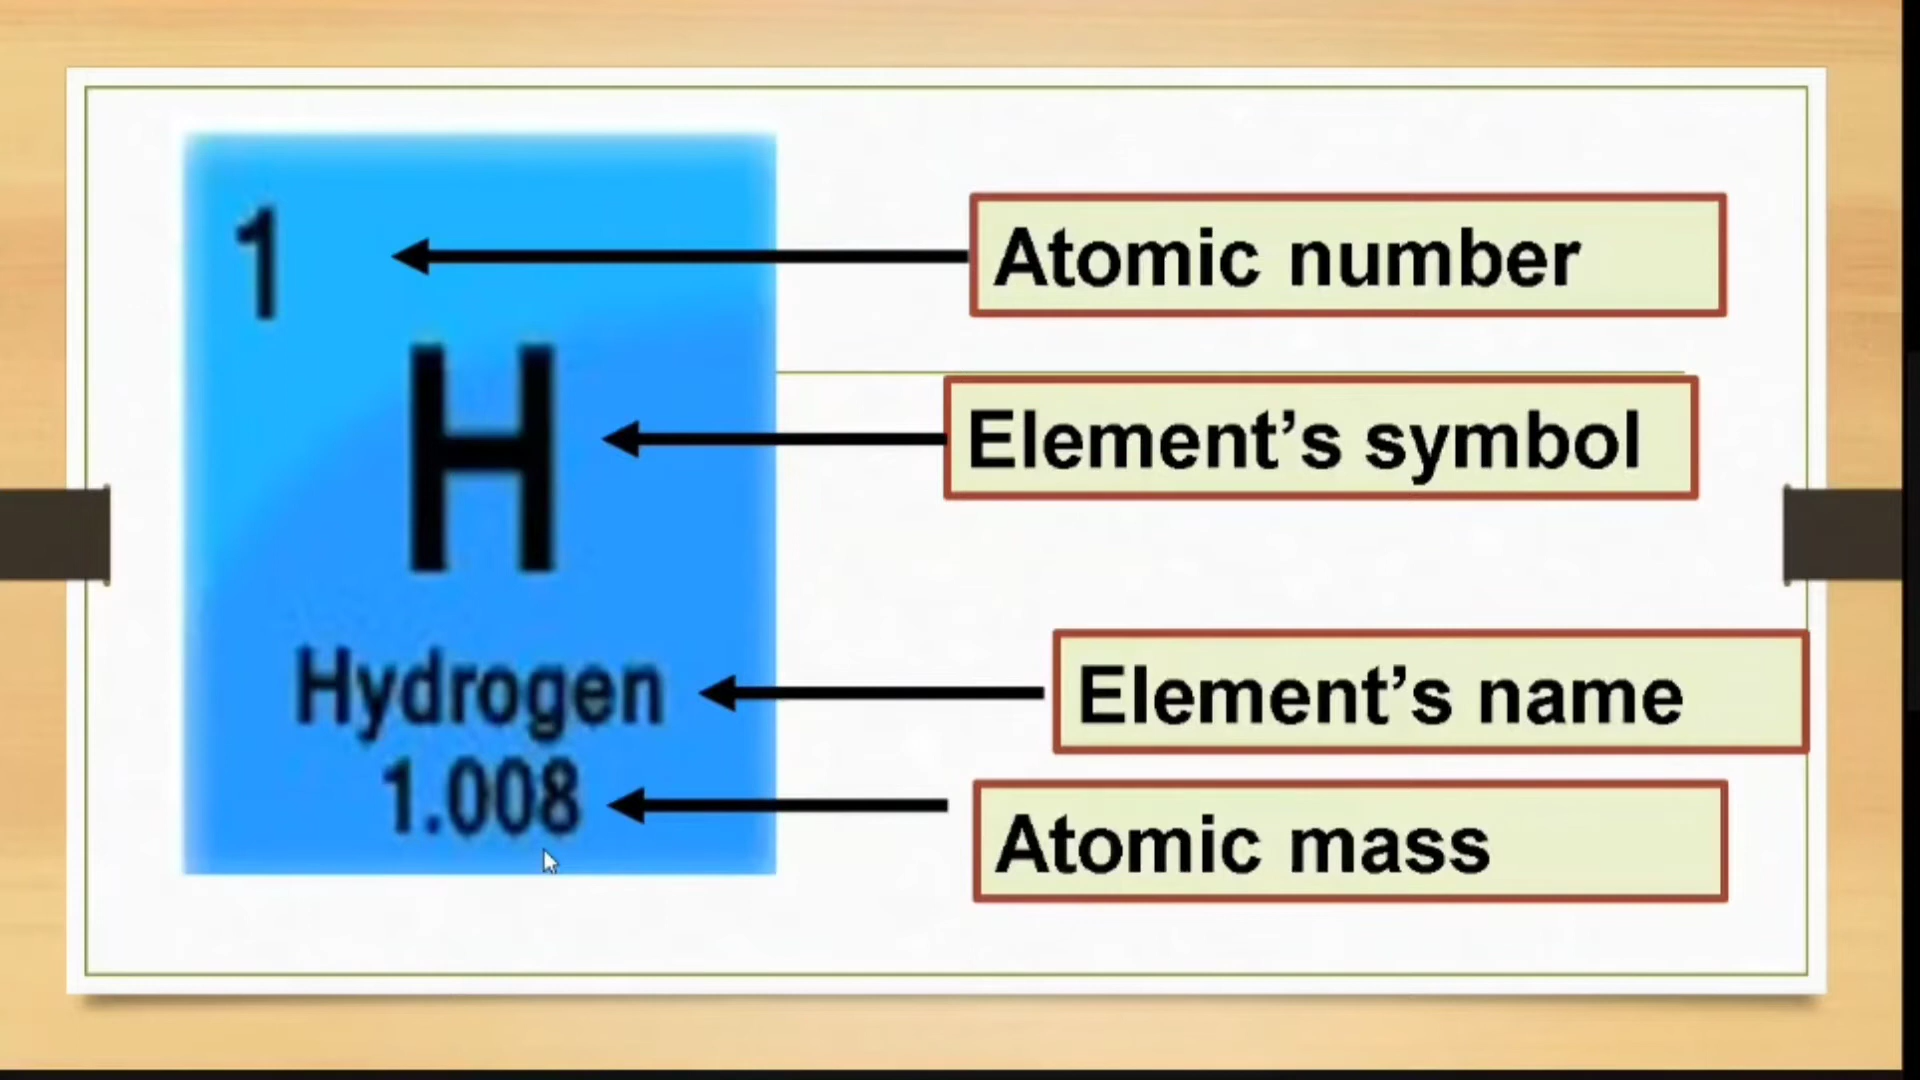 1
Atomic number
H
Element’s symbol
Hydrogen
Element’s name
1.008
Atomic mass